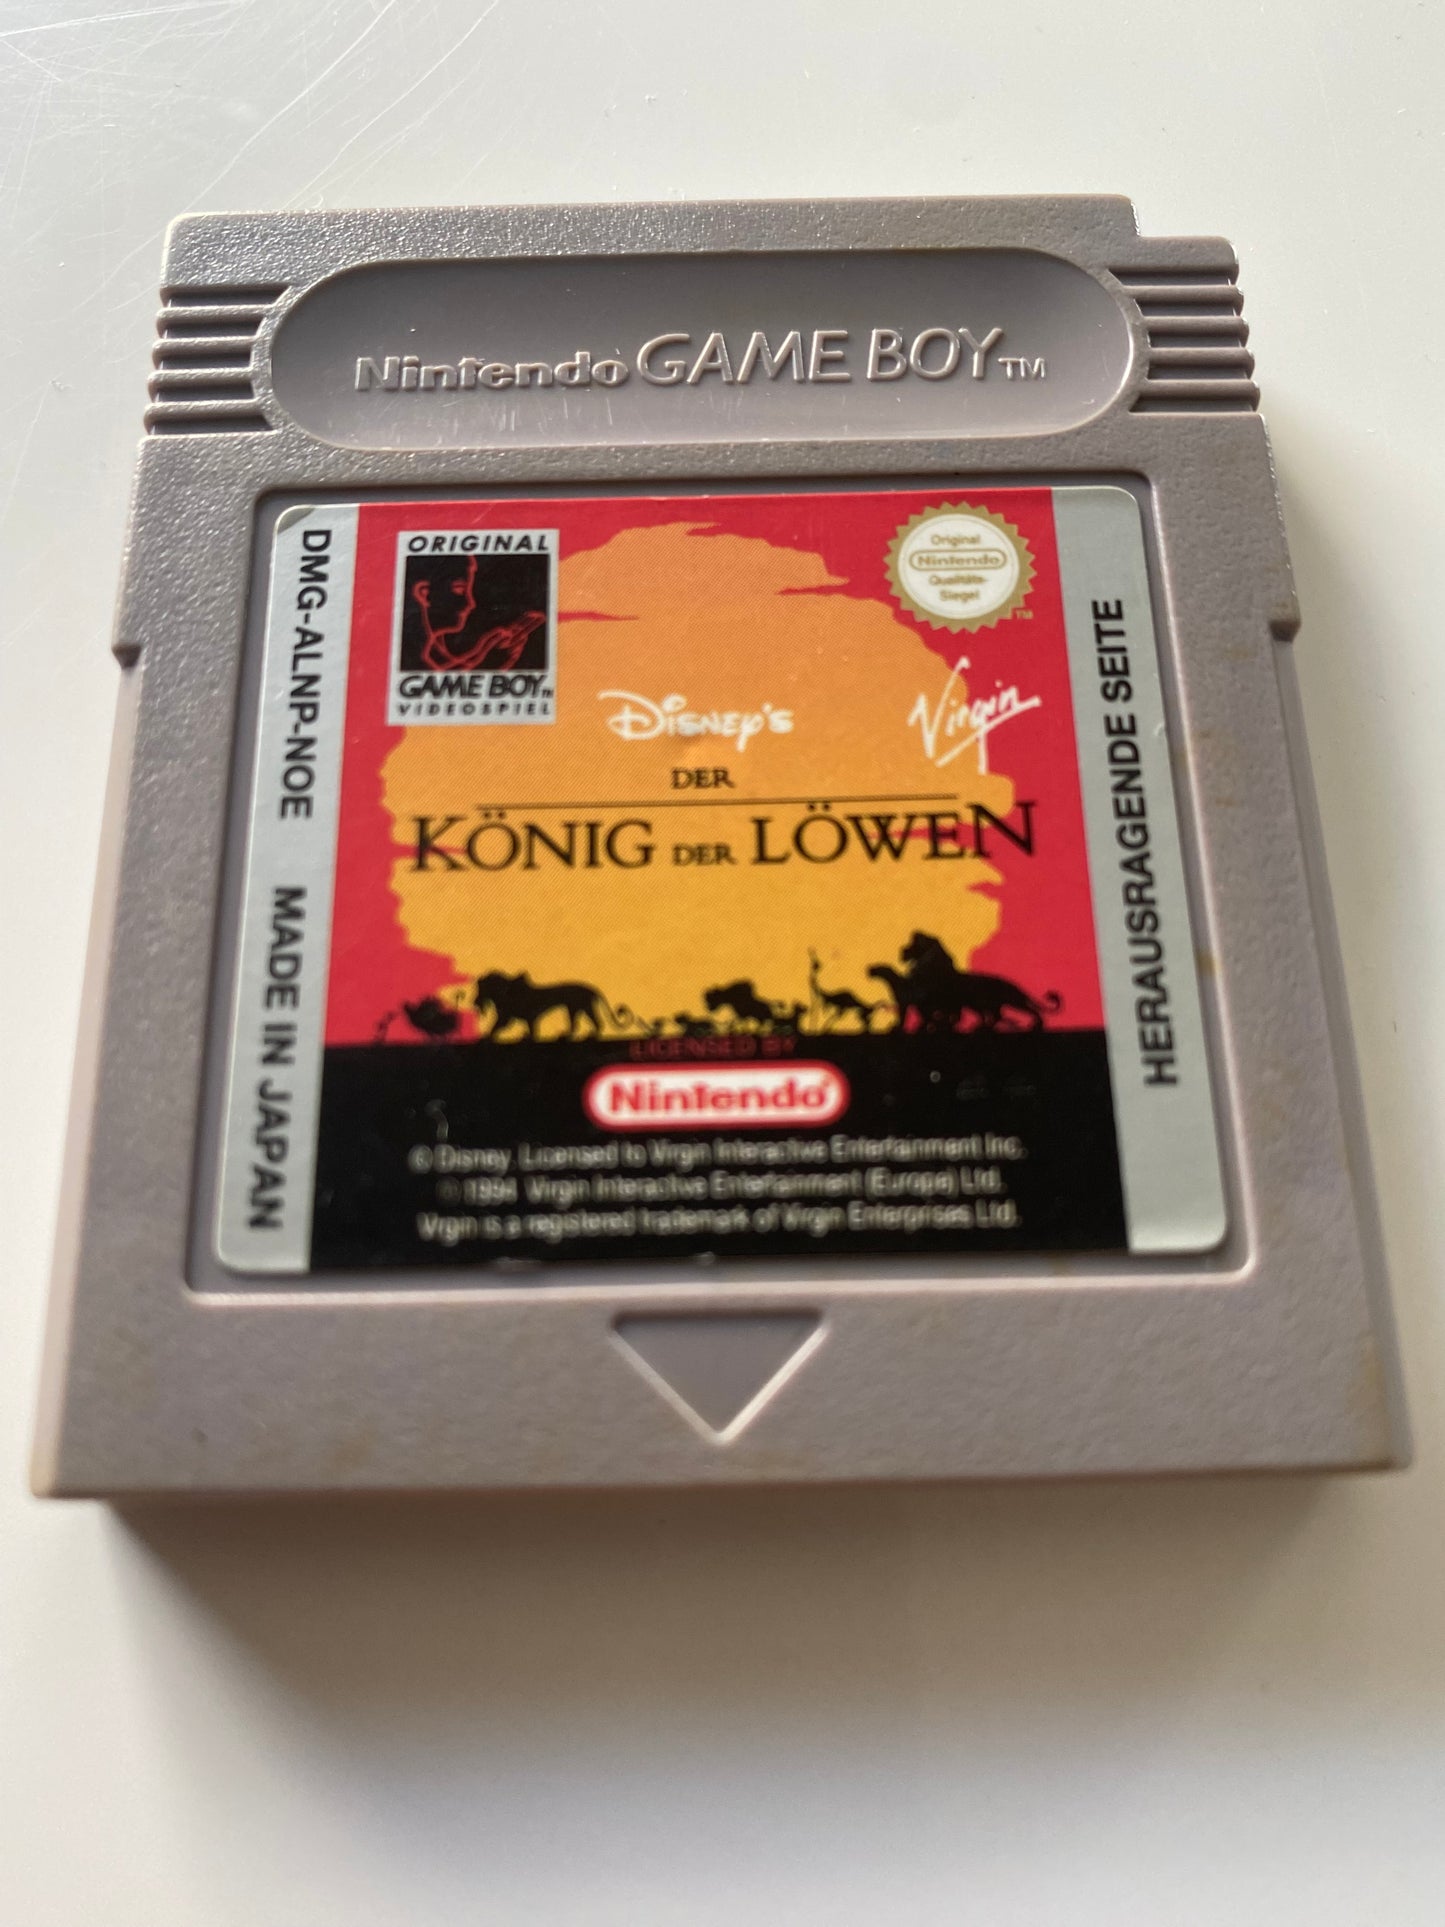 Nintendo GAME BOY™
DMG-ALNP-NOE MADE IN JAPAN
ORIGINAL
GAME BOY™
VIDEOSPIEL
Original
Nintendo
Qualitäts-
Siegel
TM
Disney's
Virgin
DER
KÖNIG DER LÖWEN
HERAUSRAGENDE SEITE
LICENSED BY
Nintendo®
© Disney. Licensed to Virgin Interactive Entertainment Inc.
© 1994 Virgin Interactive Entertainment (Europe) Ltd.
Virgin is a registered trademark of Virgin Enterprises Ltd.